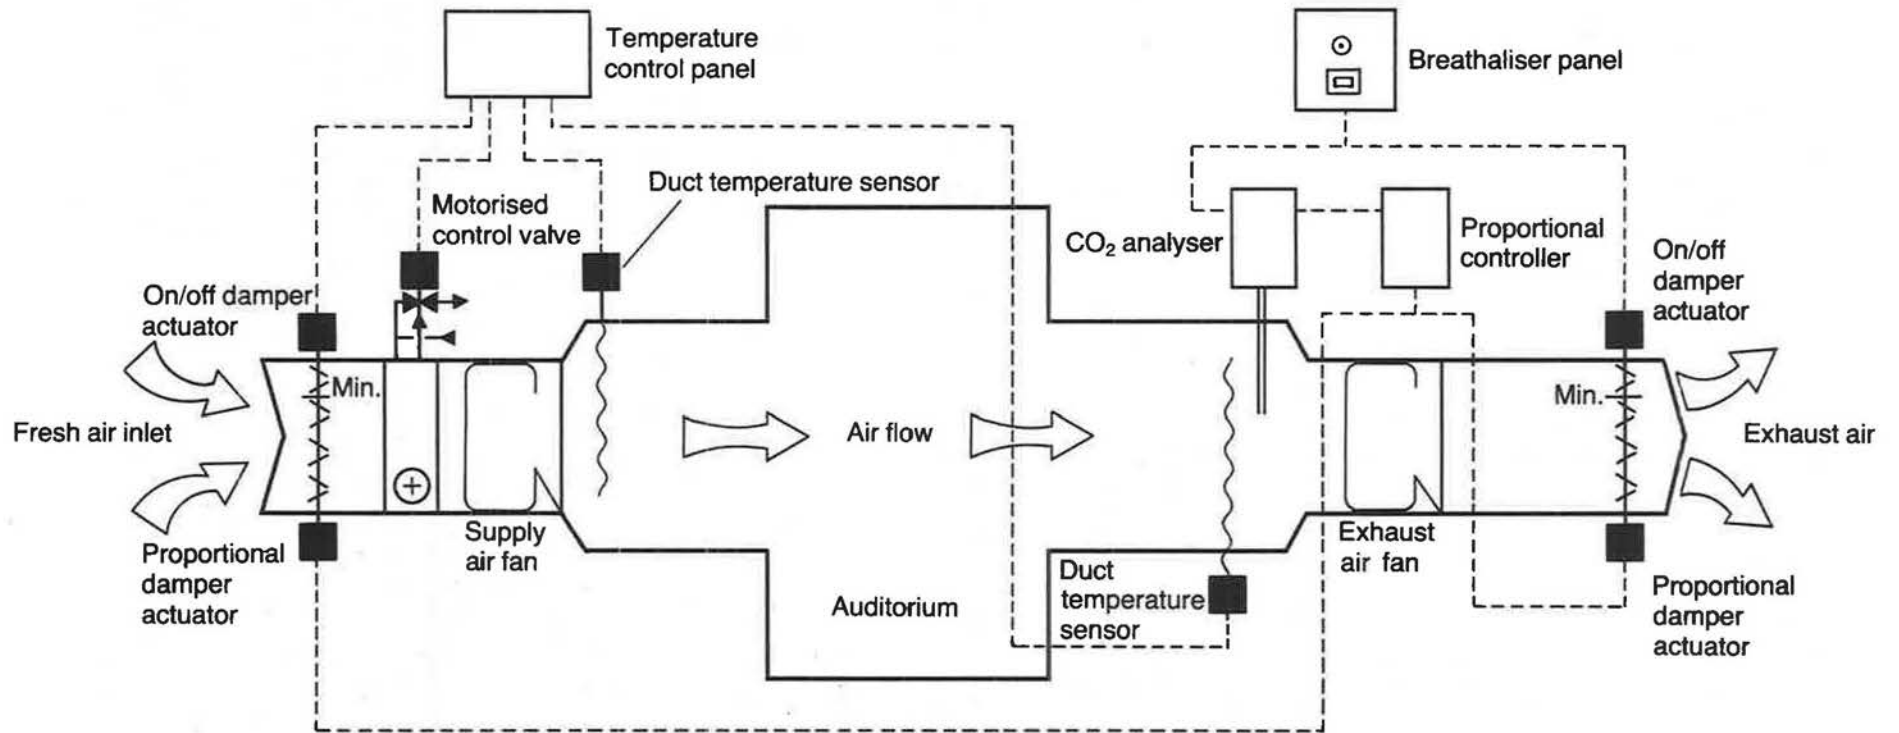 Temperature
control panel
Breathaliser panel
Duct temperature sensor
Motorised
control valve
CO₂ analyser
Proportional
controller
On/off
damper
actuator
On/off damper
actuator
Min.
Min.
Fresh air inlet
Air flow
Exhaust air
Supply
air fan
Exhaust
air fan
Proportional
damper
actuator
Duct
temperature
sensor
Auditorium
Proportional
damper
actuator